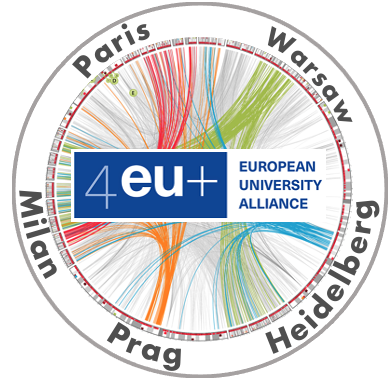 Paris
Warsaw
D
E
4eu+
EUROPEAN
UNIVERSITY
ALLIANCE
Milan
Heidelberg
Prag